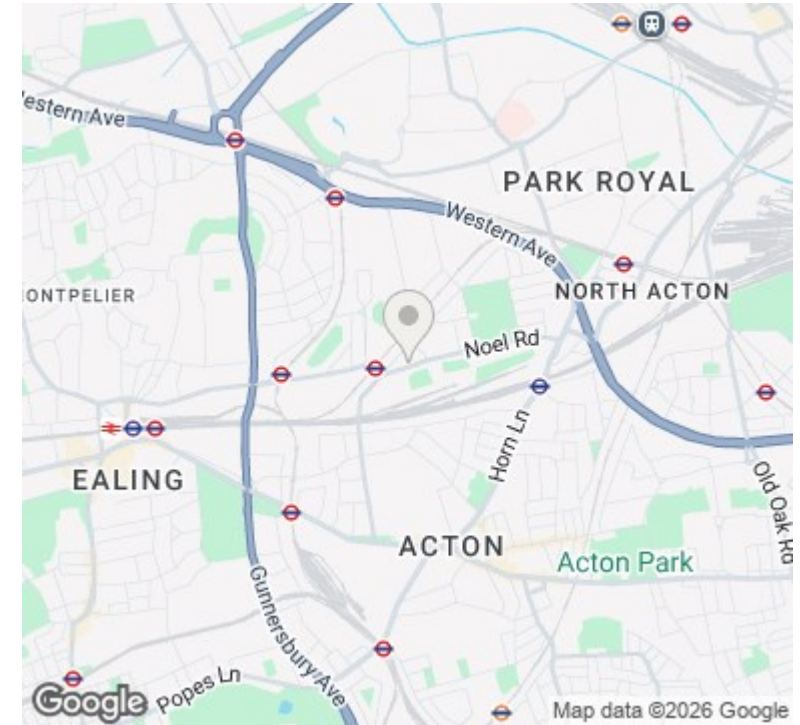 Western Ave
PARK ROYAL
Western Ave
NORTH ACTON
Noel Rd
Horn Ln
EALING
Old Oak Rd
ACTON
Acton Park
Gunnersbury Ave
Popes Ln
Google
Map data ©2026 Google